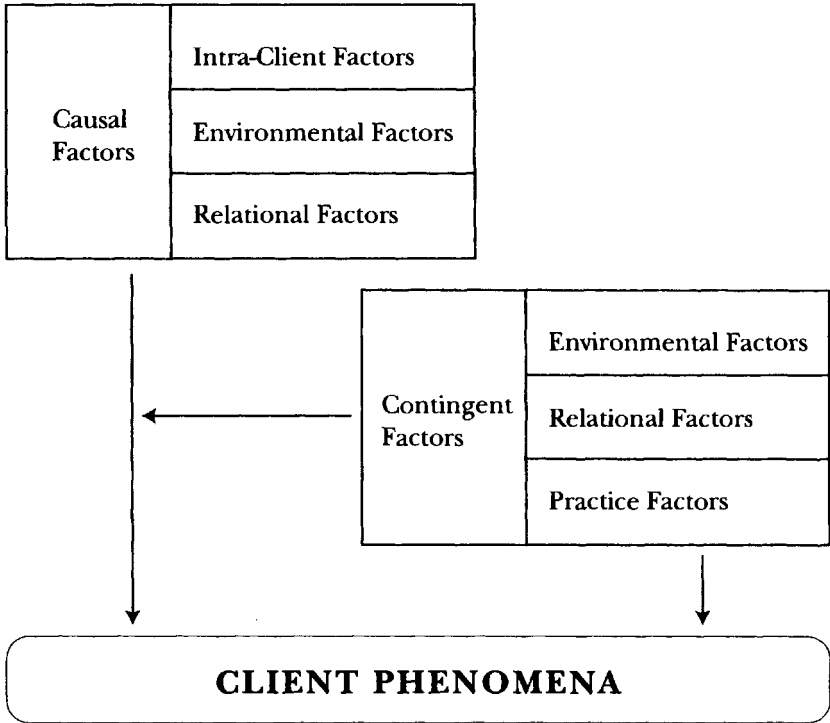 Intra-Client Factors
Causal
Factors
Environmental Factors
Relational Factors
Environmental Factors
Contingent
Factors
Relational Factors
Practice Factors
CLIENT PHENOMENA